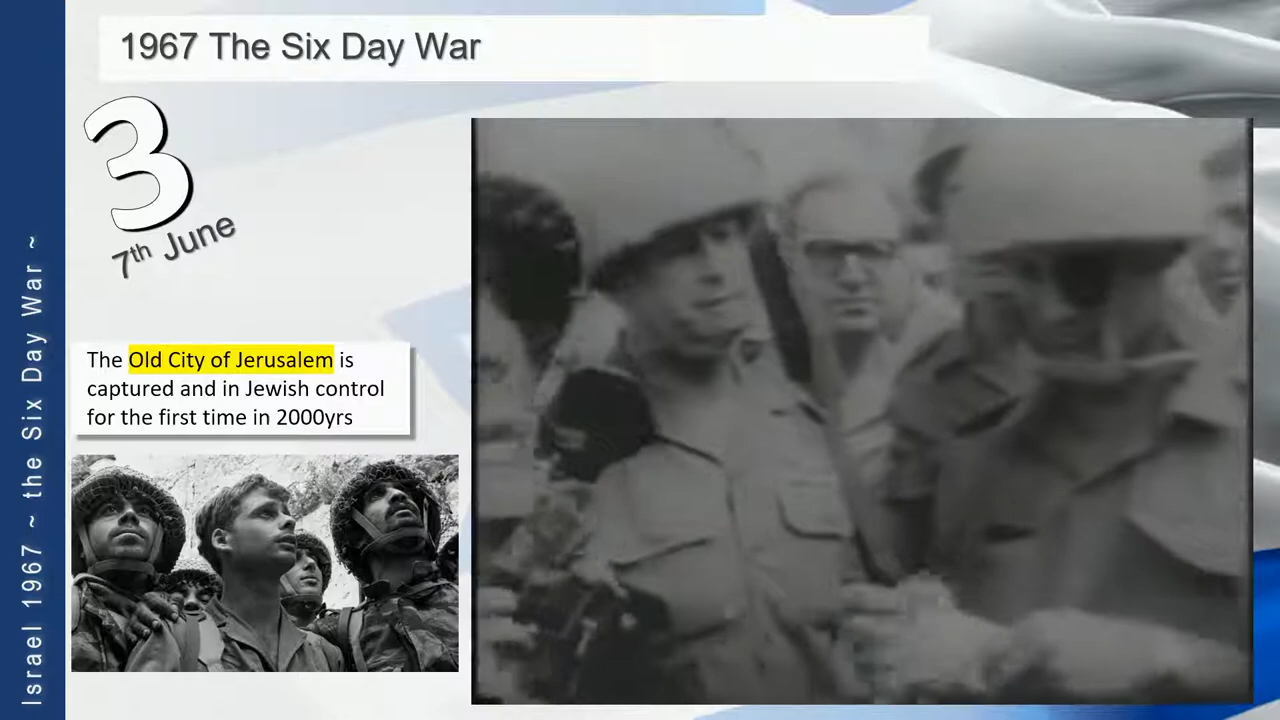 1967 The Six Day War
3
7th June
The Old City of Jerusalem is
captured and in Jewish control
for the first time in 2000yrs
Israel 1967 ~ the Six Day War ~